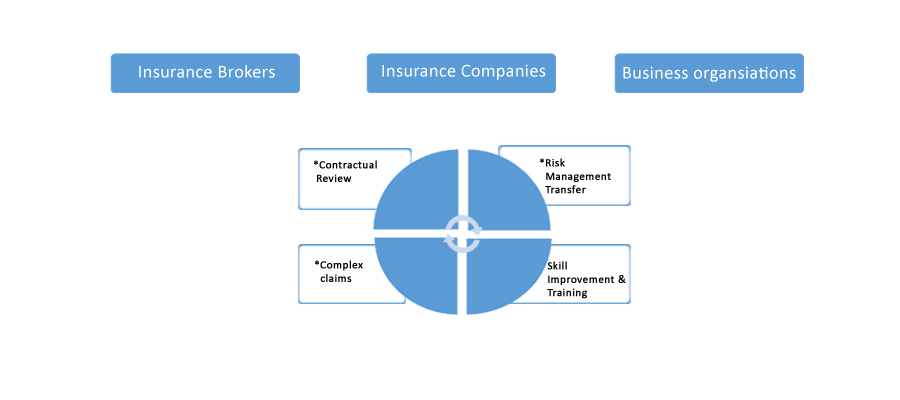 Insurance Brokers
Insurance Companies
Business organsiations
*Contractual
Review
*Risk
Management
Transfer
*Complex
claims
Skill
Improvement &
Training